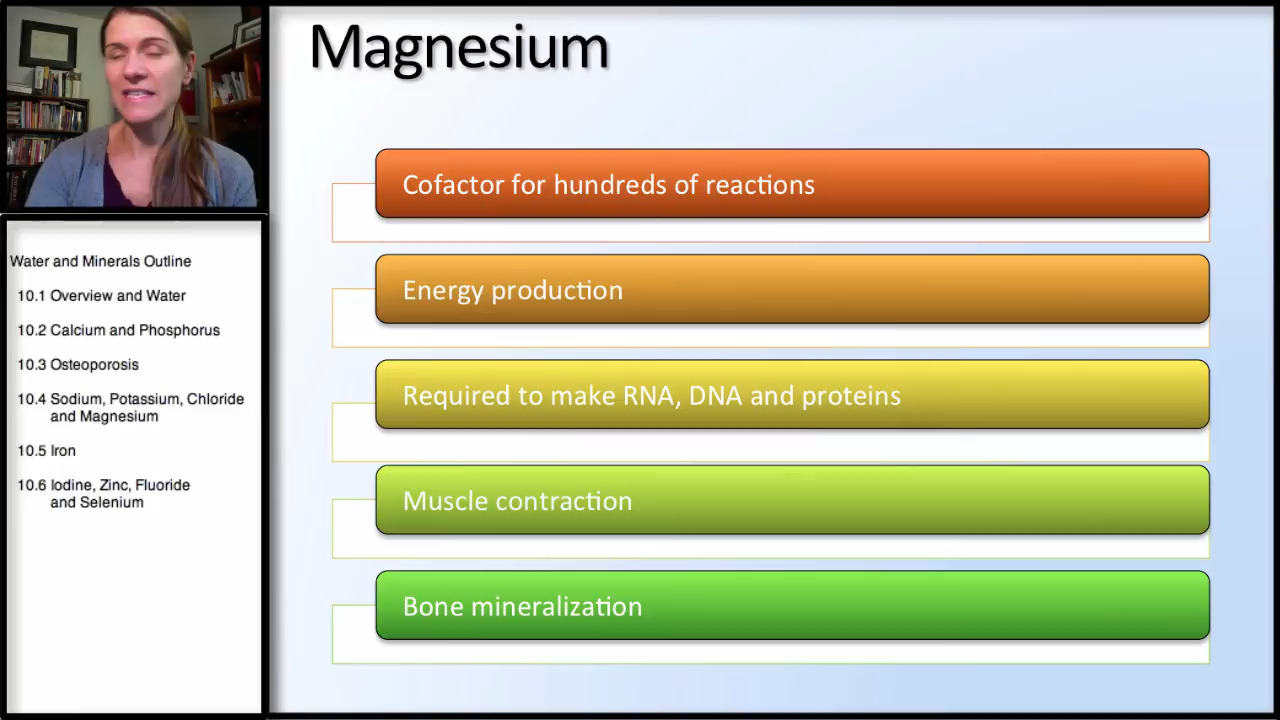 Magnesium
Cofactor for hundreds of reactions
Energy production
Required to make RNA, DNA and proteins
Muscle contraction
Bone mineralization
Water and Minerals Outline
10.1 Overview and Water
10.2 Calcium and Phosphorus
10.3 Osteoporosis
10.4 Sodium, Potassium, Chloride
and Magnesium
10.5 Iron
10.6 Iodine, Zinc, Fluoride
and Selenium